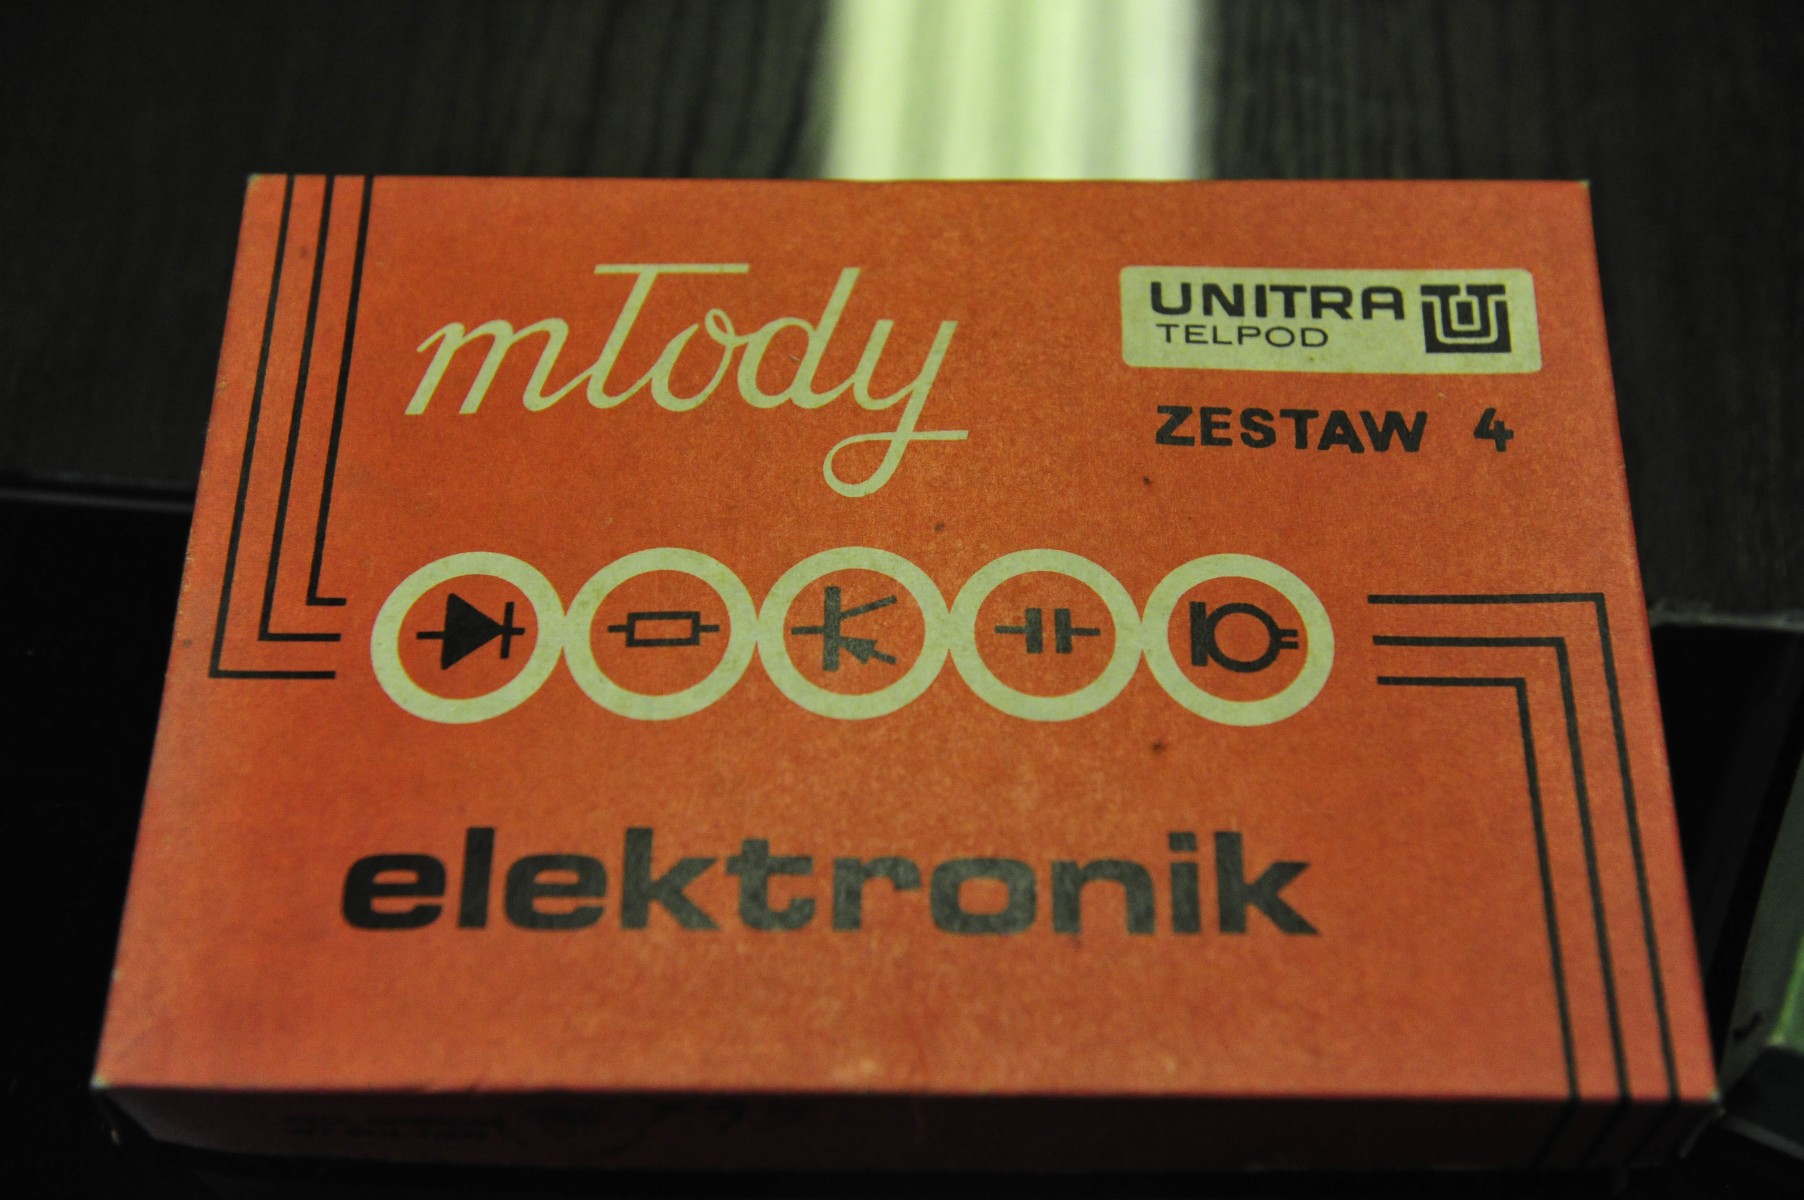 młody
UNITRA
TELPOD
ZESTAW 4
elektronik